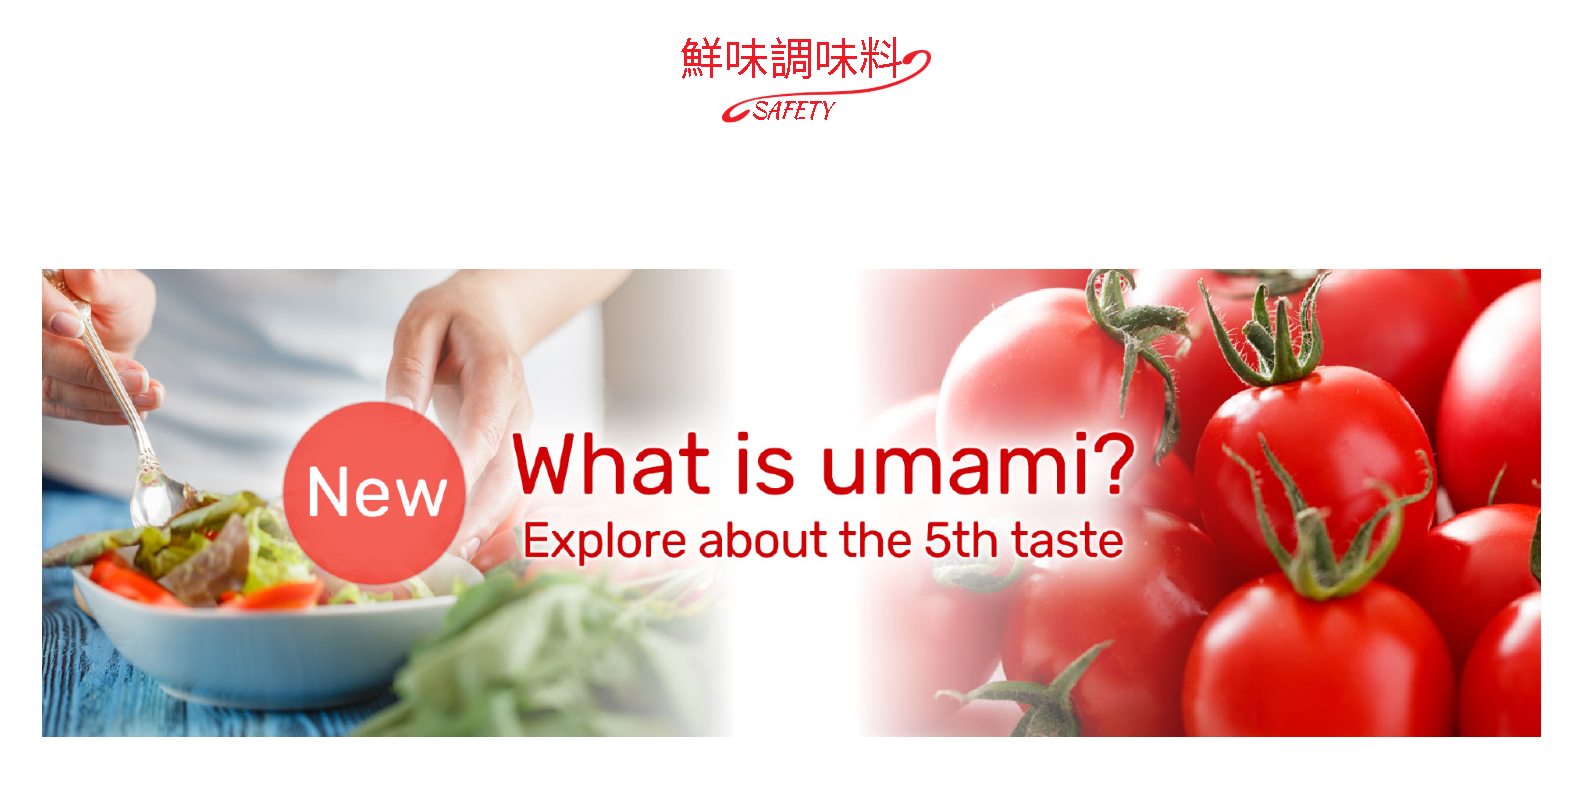 鮮味調味料
SAFETY
New
What is umami?
Explore about the 5th taste